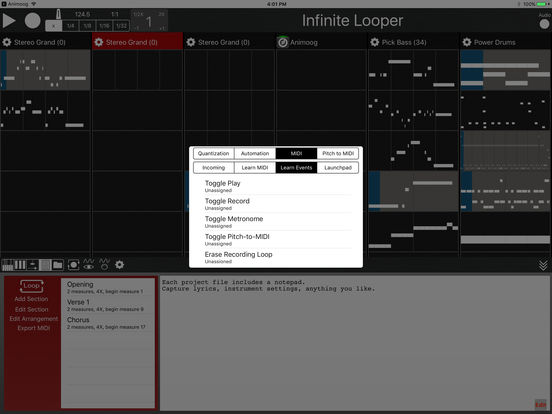 Animoog
4:01 PM
100%
124.5
1/1
1/2X
1
Infinite Looper
Audio
x
1/4
1/8
1/16
1/32
-1
+1
Stereo Grand (0)
Stereo Grand (0)
Stereo Grand (0)
Animoog
Pick Bass (34)
Power Drums
Quantization
Automation
MIDI
Pitch to MIDI
Incoming
Learn MIDI
Learn Events
Launchpad
Toggle Play
Unassigned
Toggle Record
Unassigned
Toggle Metronome
Unassigned
Toggle Pitch-to-MIDI
Unassigned
Erase Recording Loop
Unassigned
Loop
Add Section
Edit Section
Edit Arrangement
Export MIDI
Opening
2 measures, 4X, begin measure 1
Verse 1
2 measures, 4X, begin measure 9
Chorus
2 measures, 4X, begin measure 17
Each project file includes a notepad.
Capture lyrics, instrument settings, anything you like.
Edit